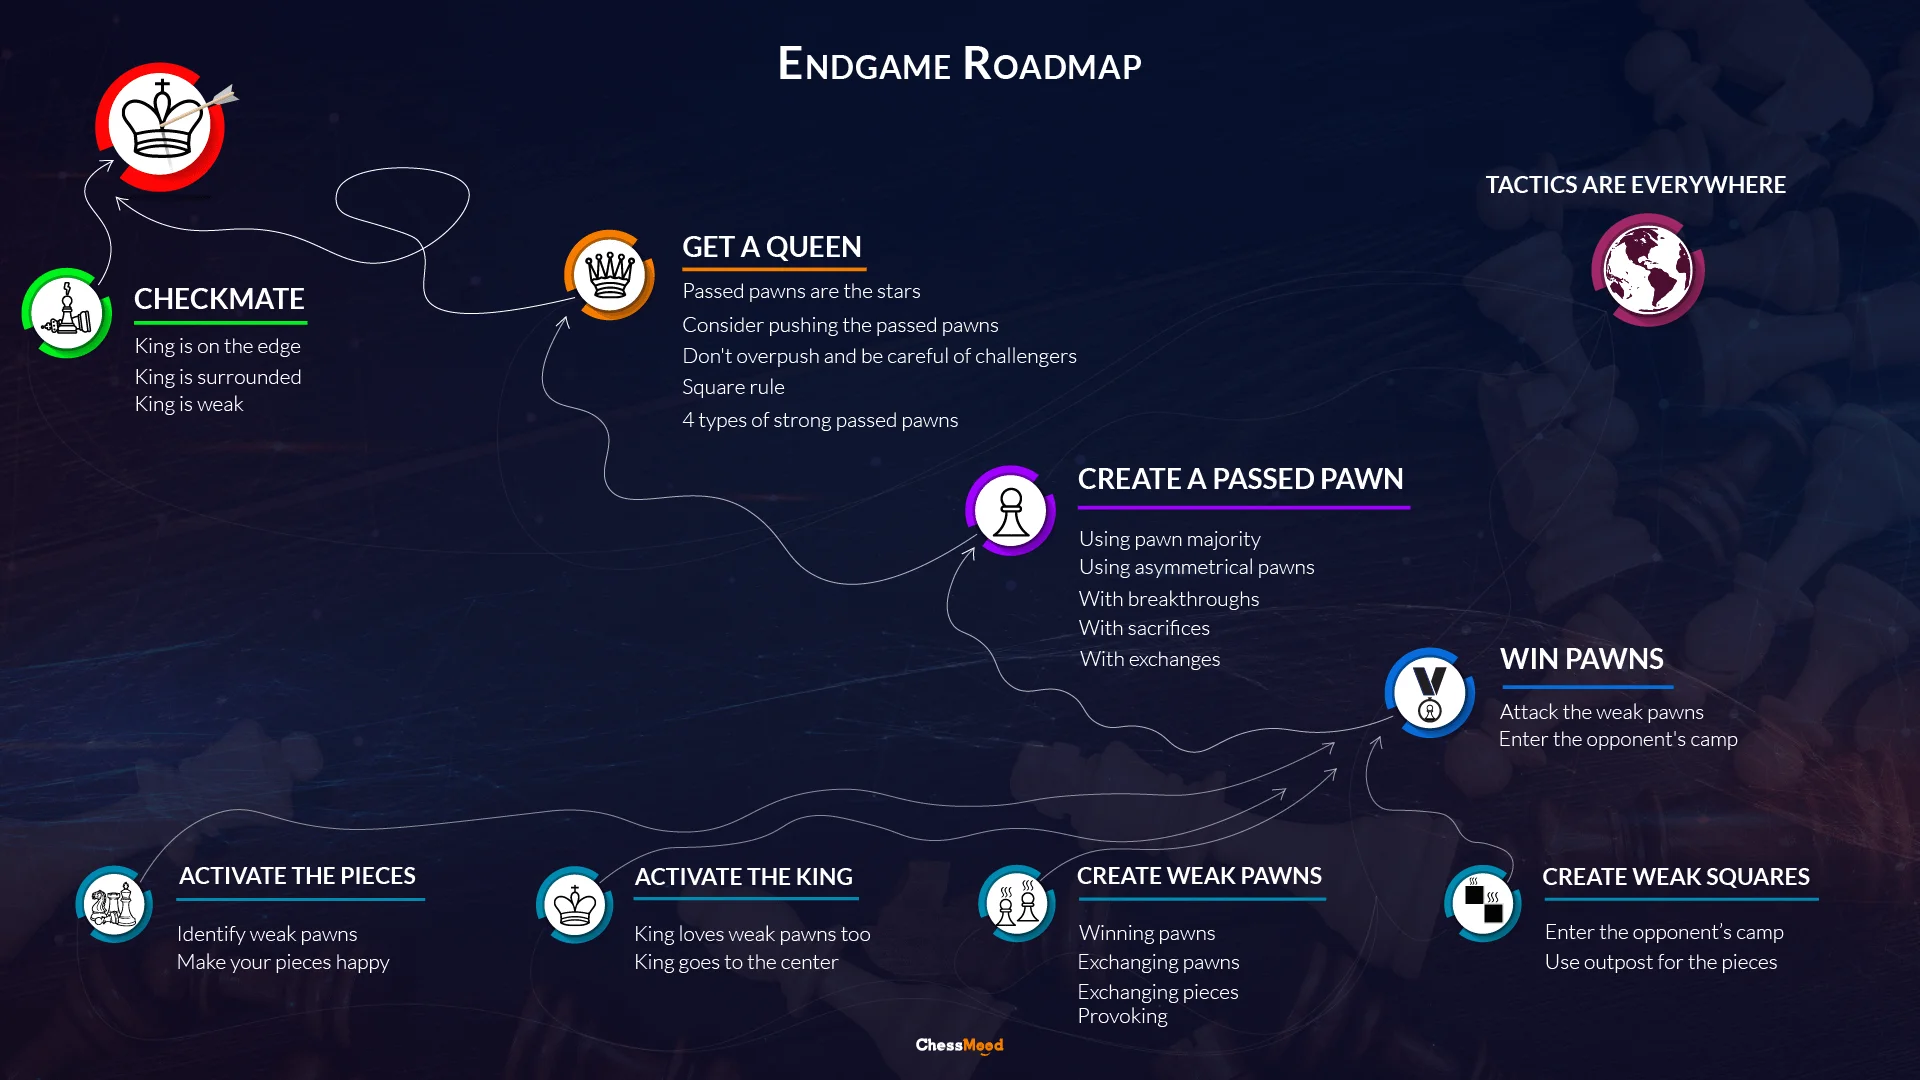 Endgame Roadmap
TACTICS ARE EVERYWHERE
GET A QUEEN
Passed pawns are the stars
Consider pushing the passed pawns
Don't overpush and be careful of challengers
Square rule
4 types of strong passed pawns
CHECKMATE
King is on the edge
King is surrounded
King is weak
CREATE A PASSED PAWN
Using pawn majority
Using asymmetrical pawns
With breakthroughs
With sacrifices
With exchanges
WIN PAWNS
Attack the weak pawns
Enter the opponent's camp
ACTIVATE THE PIECES
Identify weak pawns
Make your pieces happy
ACTIVATE THE KING
King loves weak pawns too
King goes to the center
CREATE WEAK PAWNS
Winning pawns
Exchanging pawns
Exchanging pieces
Provoking
CREATE WEAK SQUARES
Enter the opponent’s camp
Use outpost for the pieces
ChessMood